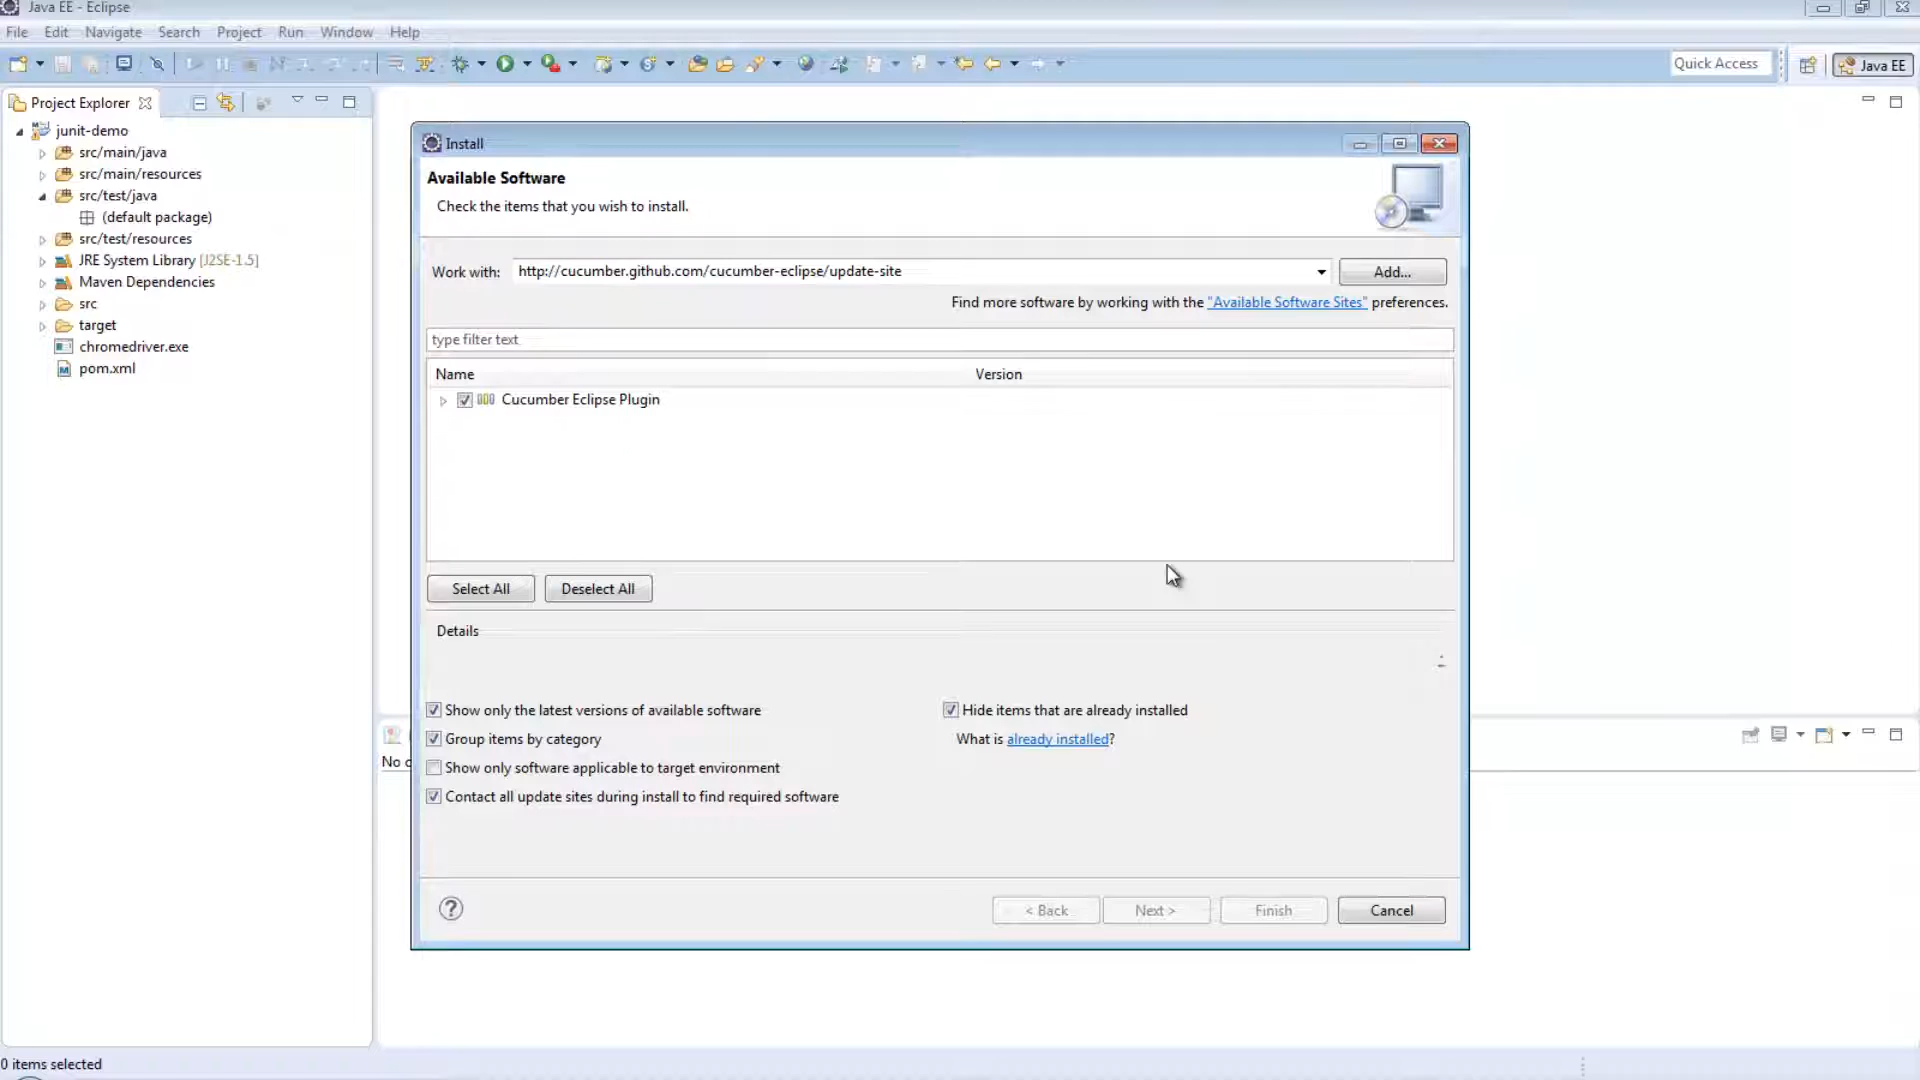 Java EE - Eclipse
File Edit Navigate Search Project Run Window Help
Quick Access
Java EE
Project Explorer
junit-demo
src/main/java
src/main/resources
src/test/java
(default package)
src/test/resources
JRE System Library [J2SE-1.5]
Maven Dependencies
src
target
chromedriver.exe
pom.xml
Install
Available Software
Check the items that you wish to install.
Work with: http://cucumber.github.com/cucumber-eclipse/update-site Add...
Find more software by working with the "Available Software Sites" preferences.
type filter text
Name Version
Cucumber Eclipse Plugin
Select All Deselect All
Details
Show only the latest versions of available software Hide items that are already installed
Group items by category What is already installed?
Show only software applicable to target environment
Contact all update sites during install to find required software
No
? < Back Next > Finish Cancel
0 items selected